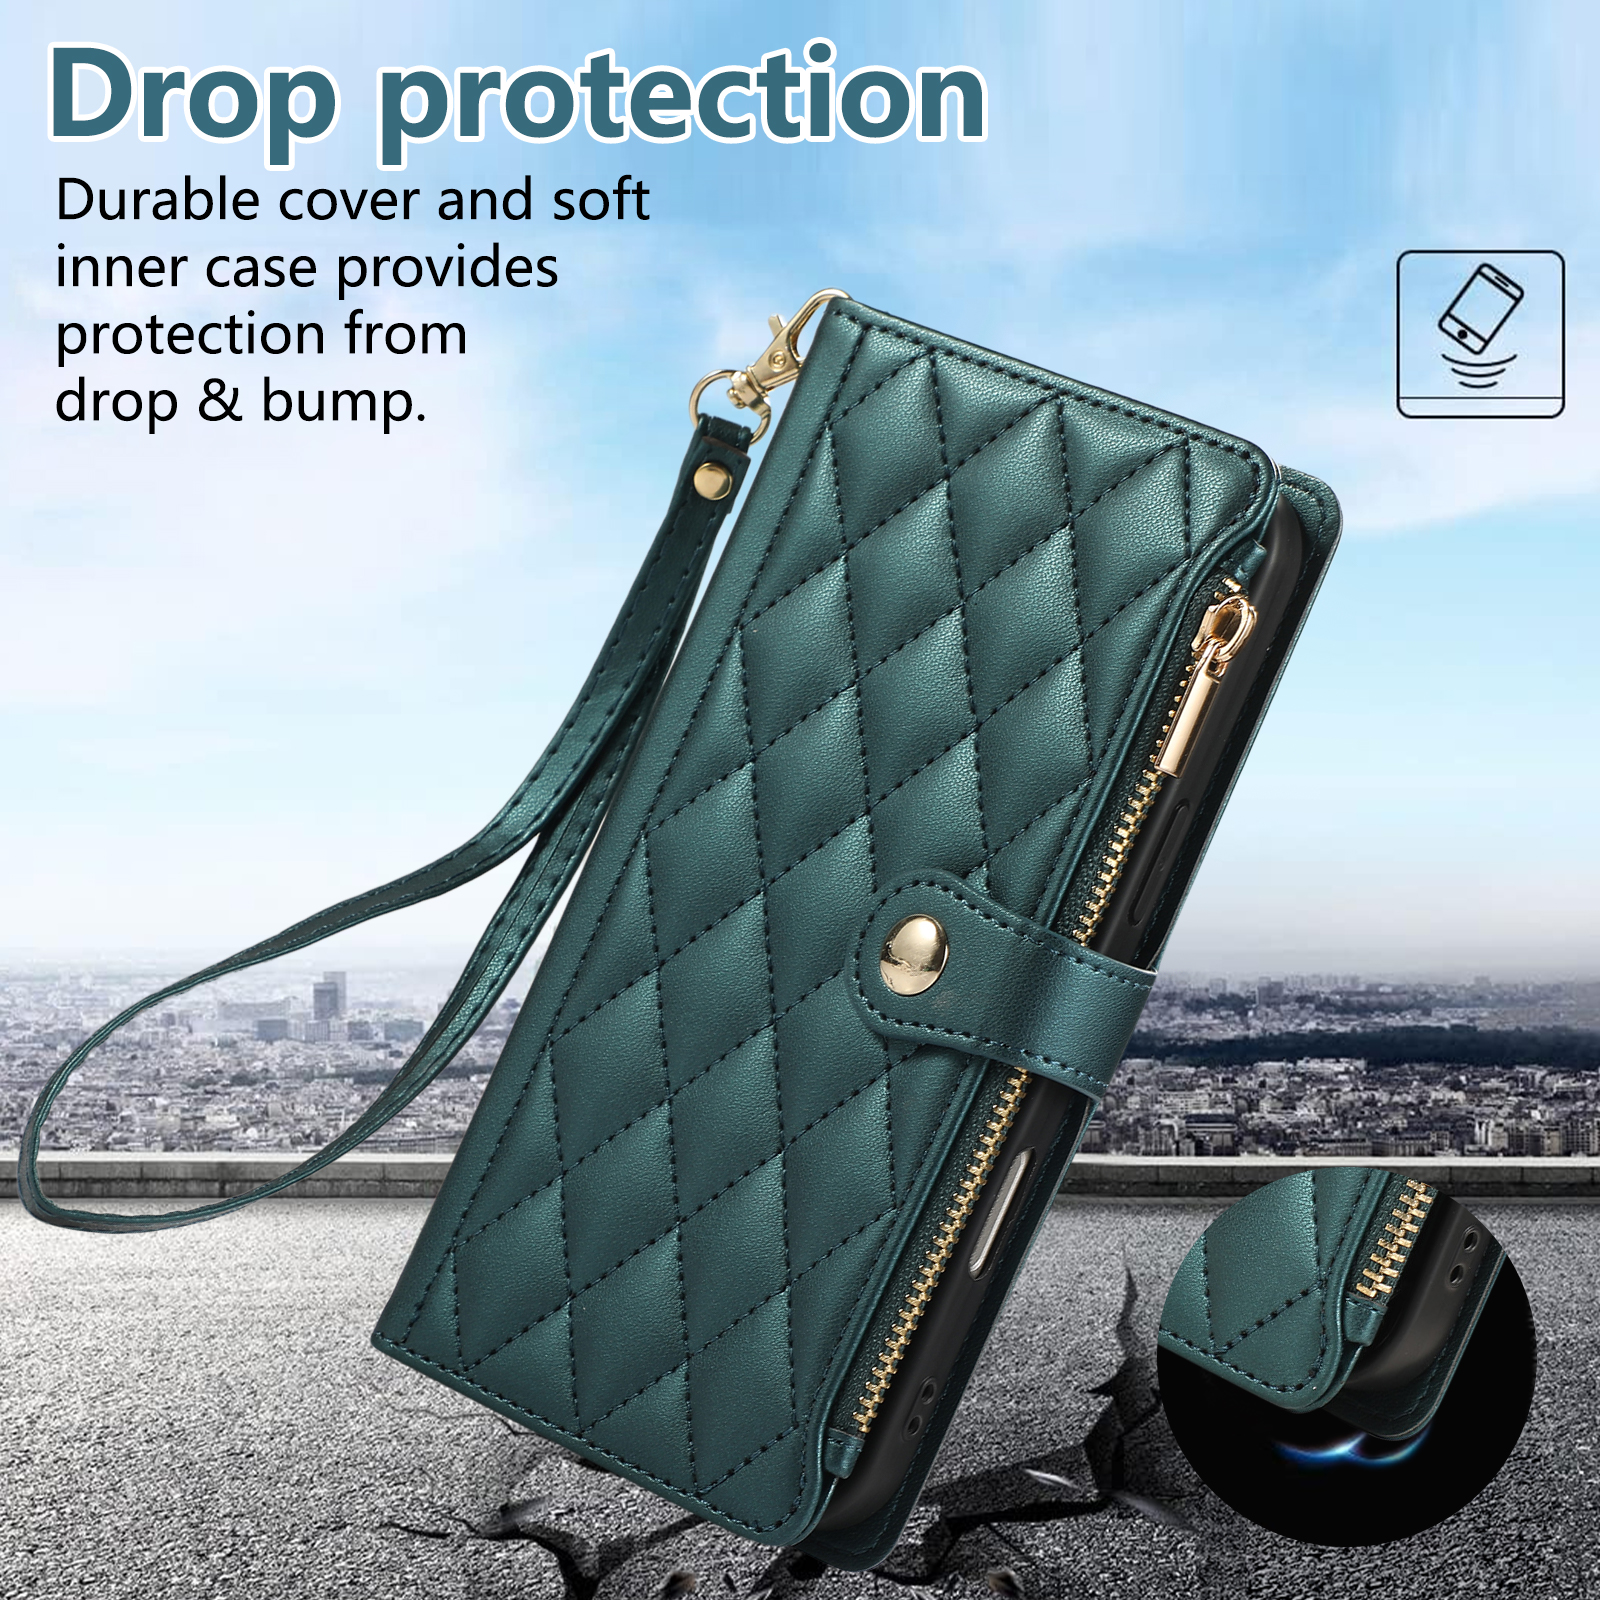 Drop protection
Durable cover and soft
inner case provides
protection from
drop & bump.